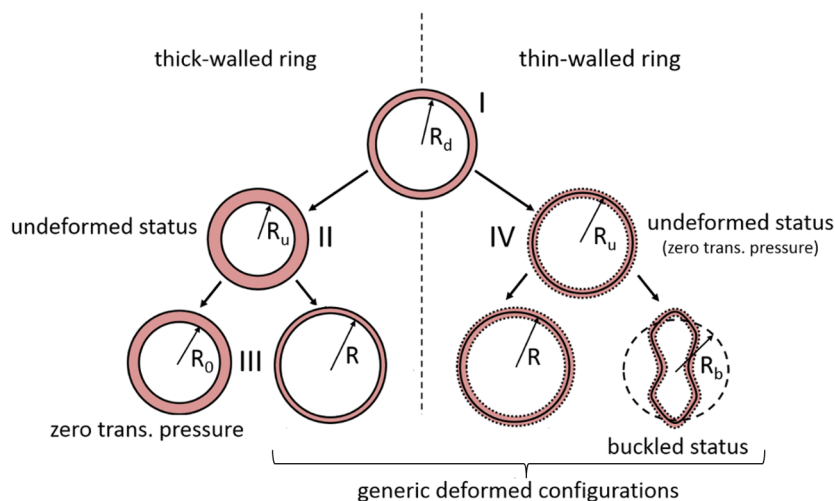 thick-walled ring
thin-walled ring
I
R_d
undeformed status
R_u
II
IV
R_u
undeformed status
(zero trans. pressure)
R_0
III
R
R
R_b
zero trans. pressure
buckled status
generic deformed configurations